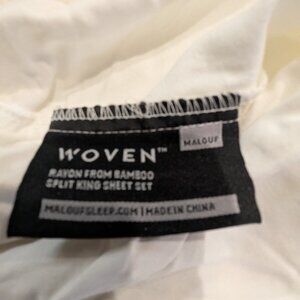 MALOUF
WOVEN™
RAYON FROM BAMBOO
SPLIT KING SHEET SET
MALOUFSLEEP.COM | MADE IN CHINA